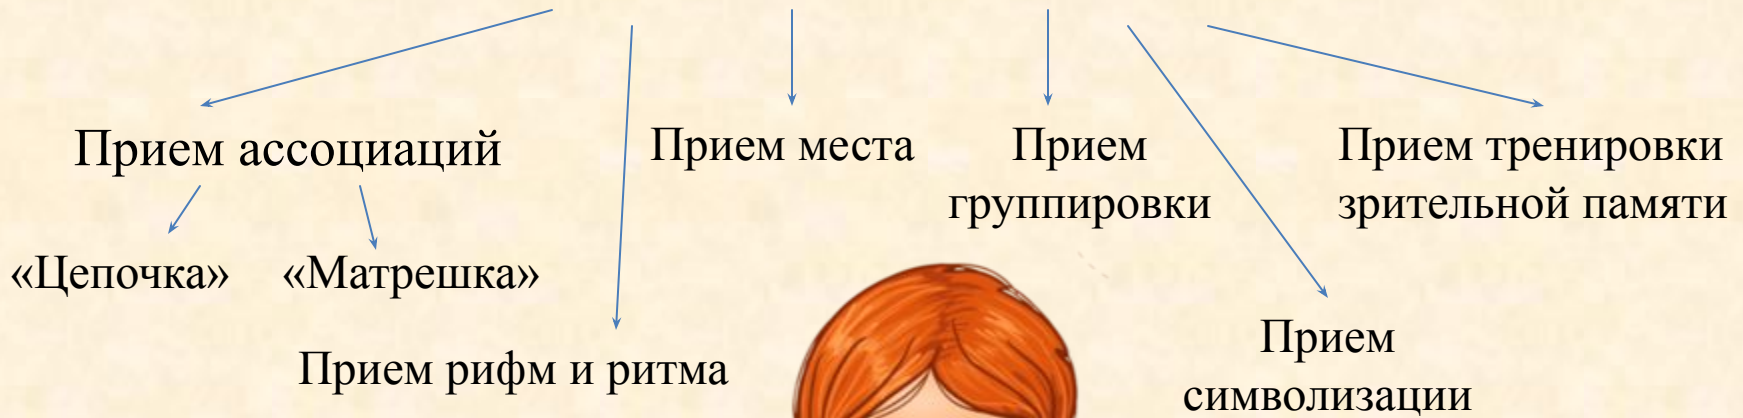 Прием ассоциаций
Прием места
Прием
группировки
Прием тренировки
зрительной памяти
«Цепочка»
«Матрешка»
Прием рифм и ритма
Прием
символизации